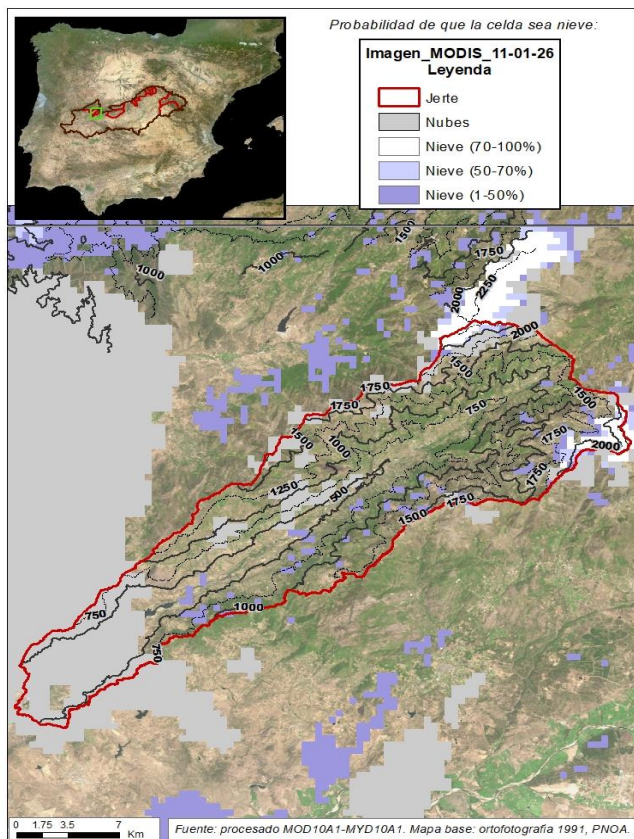 Probabilidad de que la celda sea nieve:
Imagen_MODIS_11-01-26
Leyenda
Jerte
Nubes
Nieve (70-100%)
Nieve (50-70%)
Nieve (1-50%)
1500
1750
1000
1000
2000
2250
2000
1500
1750
1750
750
1500
1500
1000
1750
2000
1250
1750
500
1500
1750
1000
750
750
0 1.75 3.5 7
Km
Fuente: procesado MOD10A1-MYD10A1. Mapa base: ortofotografia 1991, PNOA